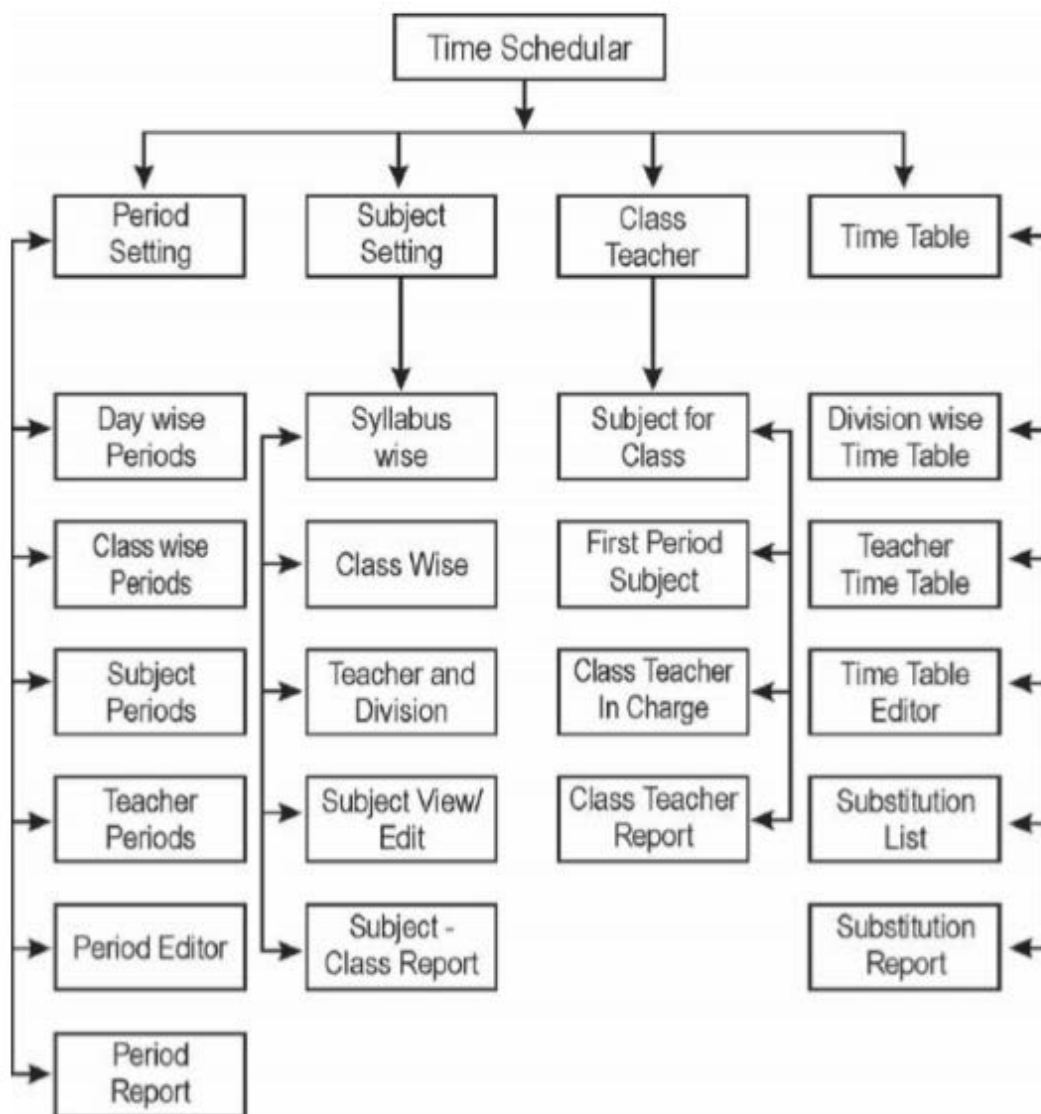 Time Schedular
Period
Setting
Subject
Setting
Class
Teacher
Time Table
Day wise
Periods
Syllabus
wise
Subject for
Class
Division wise
Time Table
Class wise
Periods
Class Wise
First Period
Subject
Teacher
Time Table
Subject
Periods
Teacher and
Division
Class Teacher
In Charge
Time Table
Editor
Teacher
Periods
Subject View/
Edit
Class Teacher
Report
Substitution
List
Period Editor
Subject -
Class Report
Substitution
Report
Period
Report